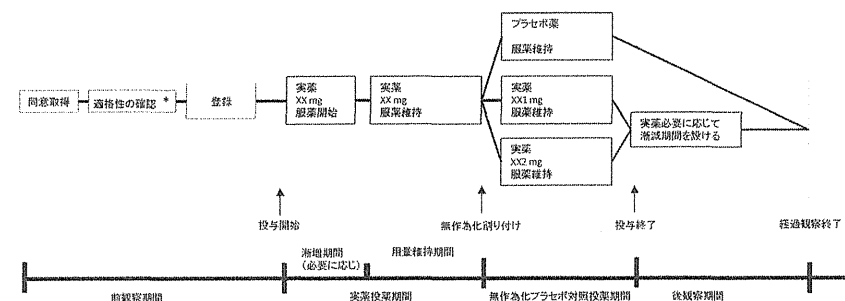 プラセボ薬
服薬維持
同意取得
適格性の確認 *
登録
実薬
XX mg
服薬開始
実薬
XX mg
服薬維持
実薬
XX1 mg
服薬維持
実薬
XX2 mg
服薬維持
実薬必要に応じて
漸減期間を設ける
投与開始
無作為化割り付け
投与終了
経過観察終了
漸増期間
(必要に応じ)
用量維持期間
前観察期間
実薬投薬期間
無作為化プラセボ対照投薬期間
後観察期間